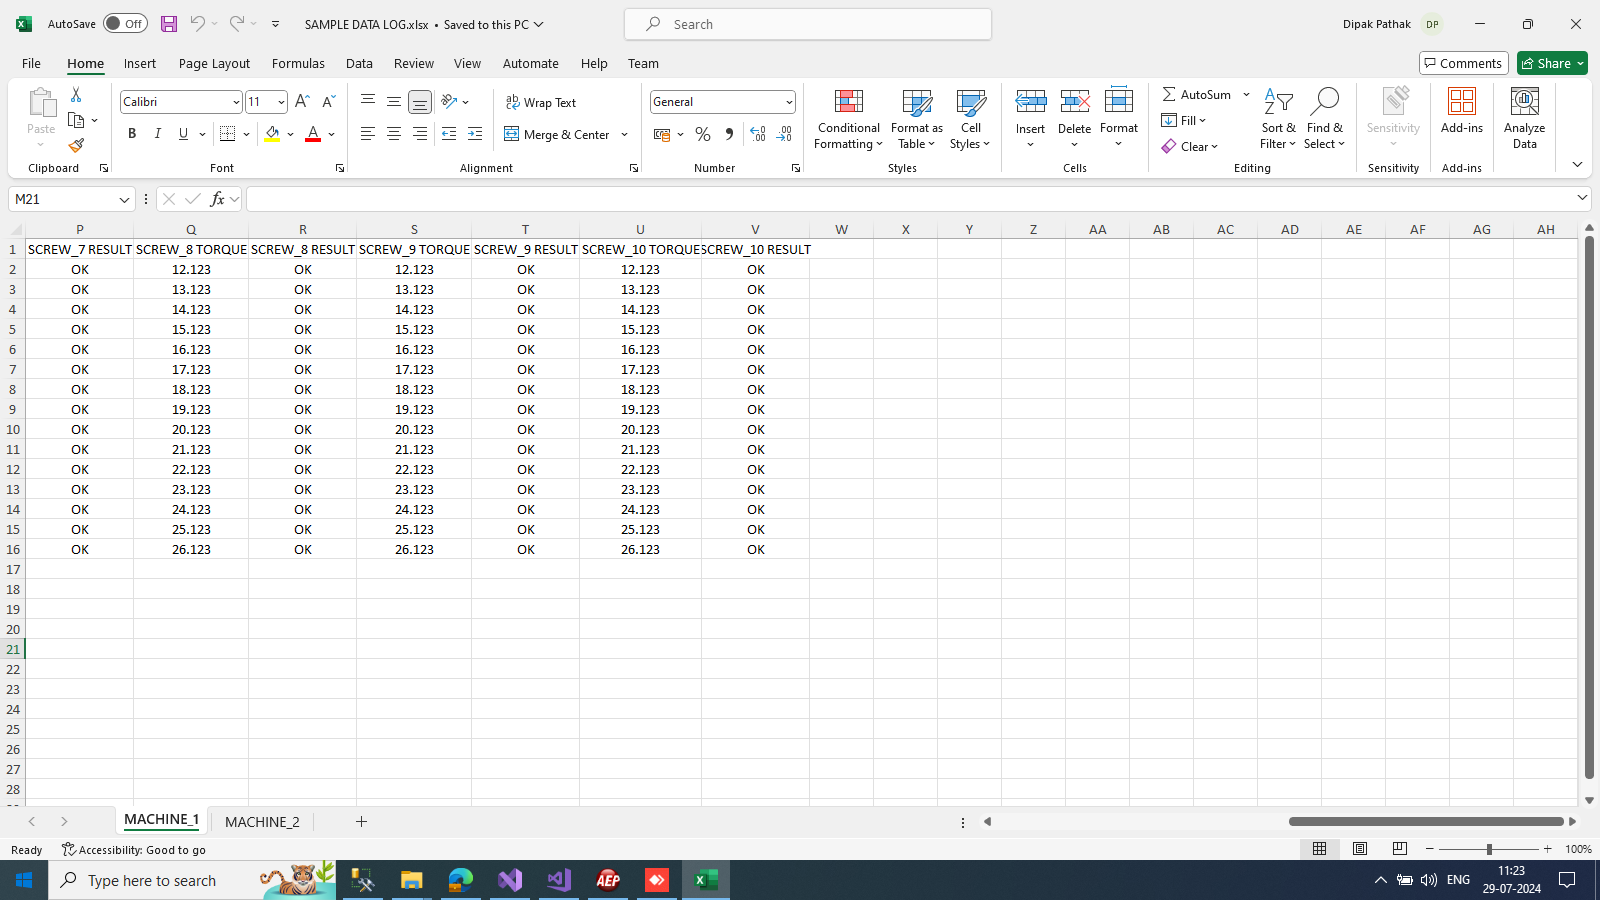 AutoSave Off SAMPLE DATA LOG.xlsx • Saved to this PC Search Dipak Pathak DP
File Home Insert Page Layout Formulas Data Review View Automate Help Team Comments Share
Paste Calibri 11 Wrap Text General Conditional Formatting Format as Table Cell Styles Insert Delete Format AutoSum Fill Clear Sort & Filter Find & Select Sensitivity Add-ins Analyze Data
B I U A Merge & Center % 9
Clipboard Font Alignment Number Styles Cells Editing Sensitivity Add-ins
M21 fx
P Q R S T U V W X Y Z AA AB AC AD AE AF AG AH
1 SCREW_7 RESULT SCREW_8 TORQUE SCREW_8 RESULT SCREW_9 TORQUE SCREW_9 RESULT SCREW_10 TORQUE SCREW_10 RESULT
2 OK 12.123 OK 12.123 OK 12.123 OK
3 OK 13.123 OK 13.123 OK 13.123 OK
4 OK 14.123 OK 14.123 OK 14.123 OK
5 OK 15.123 OK 15.123 OK 15.123 OK
6 OK 16.123 OK 16.123 OK 16.123 OK
7 OK 17.123 OK 17.123 OK 17.123 OK
8 OK 18.123 OK 18.123 OK 18.123 OK
9 OK 19.123 OK 19.123 OK 19.123 OK
10 OK 20.123 OK 20.123 OK 20.123 OK
11 OK 21.123 OK 21.123 OK 21.123 OK
12 OK 22.123 OK 22.123 OK 22.123 OK
13 OK 23.123 OK 23.123 OK 23.123 OK
14 OK 24.123 OK 24.123 OK 24.123 OK
15 OK 25.123 OK 25.123 OK 25.123 OK
16 OK 26.123 OK 26.123 OK 26.123 OK
17
18
19
20
21
22
23
24
25
26
27
28
MACHINE_1 MACHINE_2
Ready Accessibility: Good to go 100%
Type here to search AEP ENG 11:23
29-07-2024